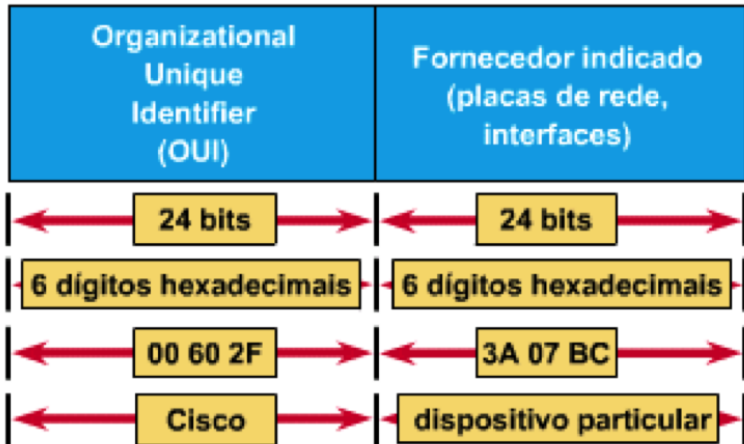 Organizational
Unique
Identifier
(OUI)
Fornecedor indicado
(placas de rede,
interfaces)
24 bits
24 bits
6 dígitos hexadecimais
6 dígitos hexadecimais
00 60 2F
3A 07 BC
Cisco
dispositivo particular